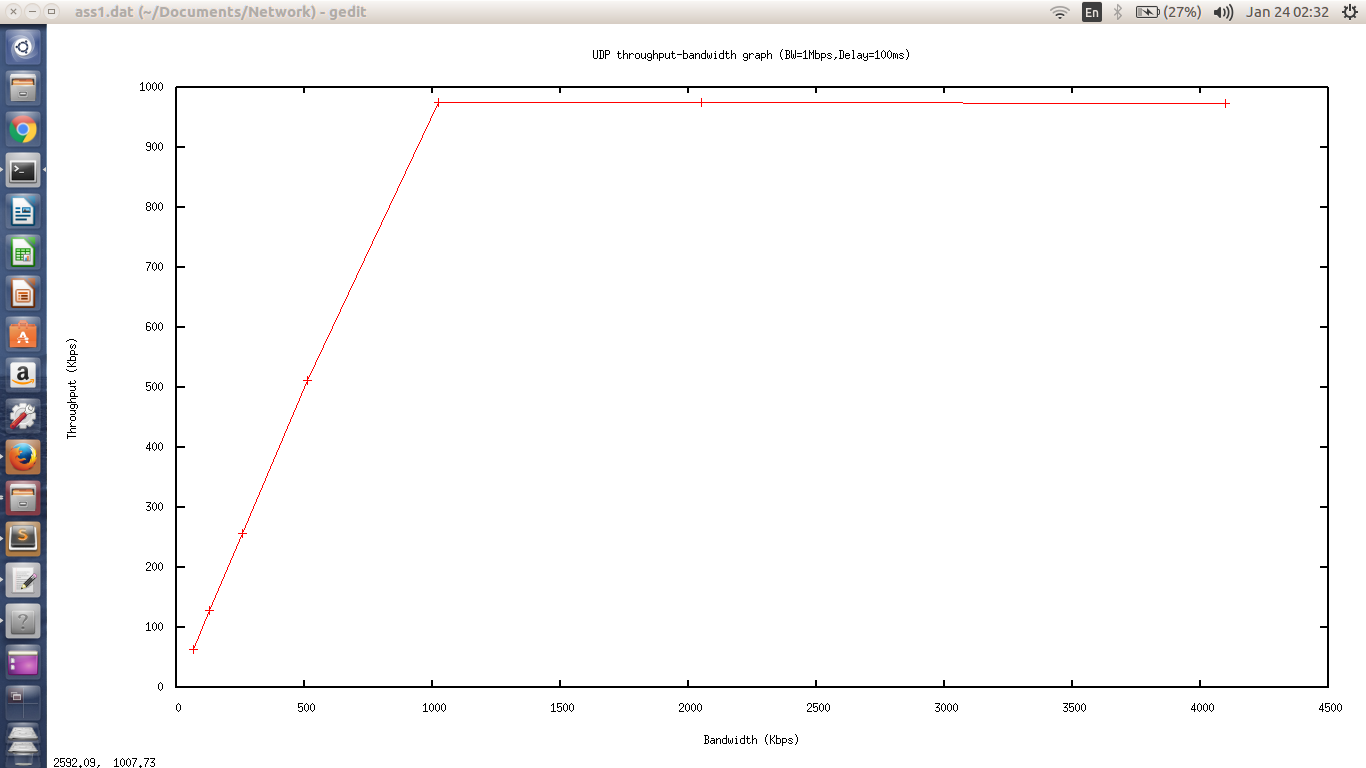 ass1.dat (~/Documents/Network) - gedit
En (27%) Jan 24 02:32
UDP throughput-bandwidth graph (BW=1Mbps,Delay=100ms)
1000
900
800
700
600
500
400
300
200
100
0
Throughput (Kbps)
0 500 1000 1500 2000 2500 3000 3500 4000 4500
Bandwidth (Kbps)
2592.09, 1007.73